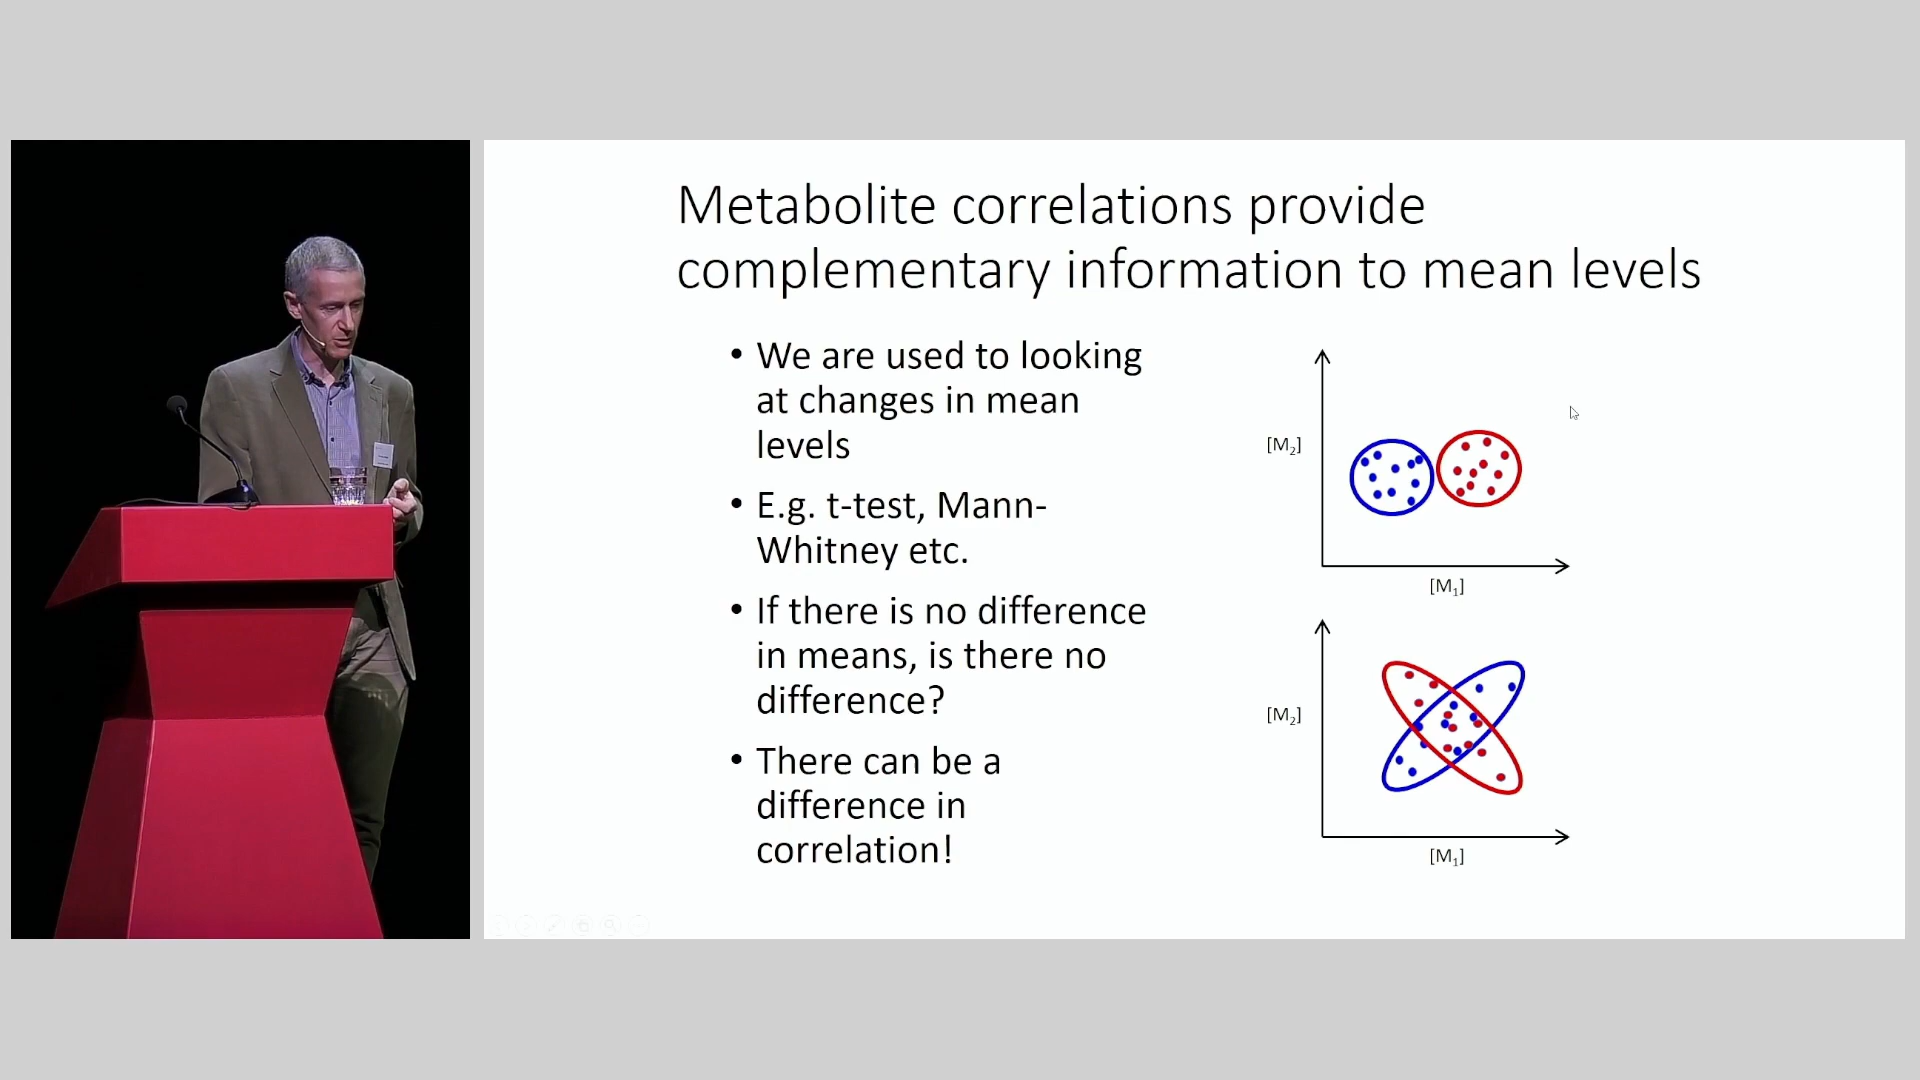 Metabolite correlations provide
complementary information to mean levels
• We are used to looking
at changes in mean
levels
• E.g. t-test, Mann-
Whitney etc.
• If there is no difference
in means, is there no
difference?
• There can be a
difference in
correlation!
[M₂]
[M₁]
[M₂]
[M₁]